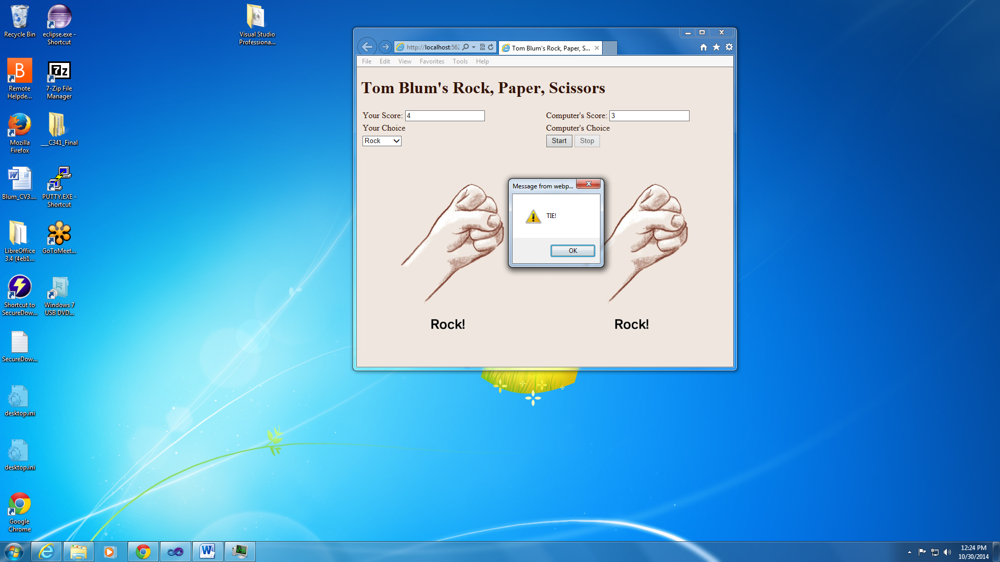 Recycle Bin
eclipse.exe - Shortcut
Visual Studio Professiona...
Remote Helpde...
7-Zip File Manager
Mozilla Firefox
___C341_Final
Blum_CV3....
PUTTY.EXE - Shortcut
LibreOffice 3.4 (4eb1...
GoToMeet...
Shortcut to SecureDow...
Windows 7 USB DVD...
SecureDow...
desktop.ini
desktop.ini
Google Chrome
http://localhost:562
Tom Blum's Rock, Paper, S...
File Edit View Favorites Tools Help
Tom Blum's Rock, Paper, Scissors
Your Score: 4 Computer's Score: 3
Your Choice Computer's Choice
Rock Start Stop
Message from webp...
TIE!
OK
Rock! Rock!
12:24 PM
10/30/2014